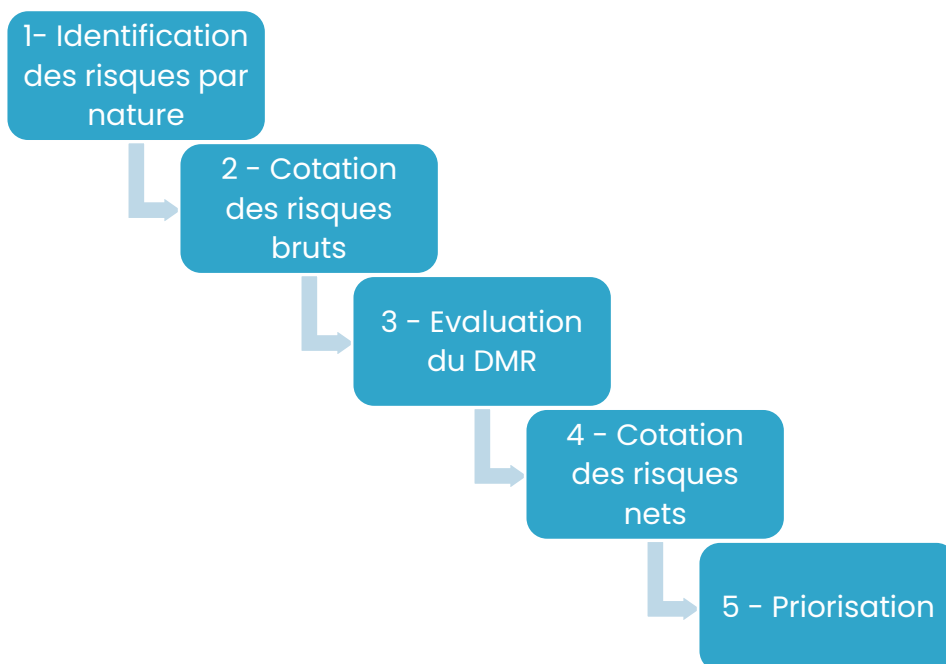 1- Identification
des risques par
nature
2 - Cotation
des risques
bruts
3 - Evaluation
du DMR
4 - Cotation
des risques
nets
5 - Priorisation